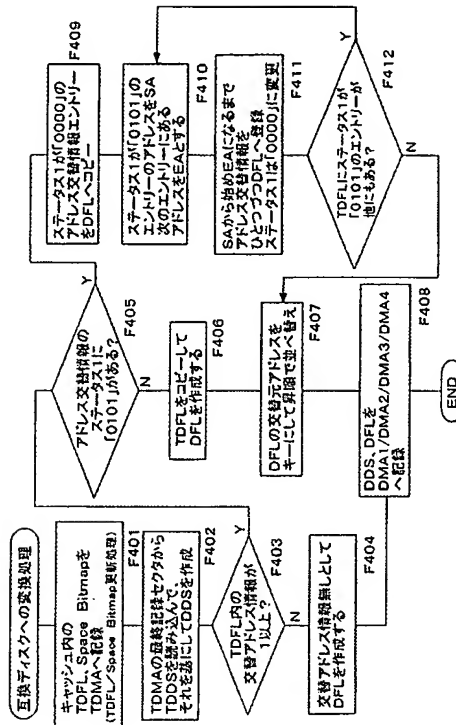 互換ディスクへの変換処理
キャッシュ内の
TDFL、Space Bitmapを
TDMAへ記録
(TDFL/Space Bitmap更新処理)
F401
TDMAの最終記録セクタから
TDDSを読み込んで、
それを基にしてDDSを作成
F402
TDFL内の
交替アドレス情報が
1以上?
F403
Y
N
交替アドレス情報無しとして
DFLを作成する
F404
アドレス交替情報の
ステータス1に
「0101」がある?
F405
Y
N
TDFLをコピーして
DFLを作成する
F406
DFLの交替元アドレスを
キーにして昇順で並べ替え
F407
DDS、DFLを
DMA1/DMA2/DMA3/DMA4
へ記録
F408
END
ステータス1が「0000」の
アドレス交替情報エントリー
をDFLへコピー
F409
ステータス1が「0101」の
エントリーのアドレスをSA
次のエントリーにある
アドレスをEAとする
F410
SAから始めEAになるまで
アドレス交替情報を
ひとつづつDFLへ登録
ステータス1は「0000」に変更
F411
TDFLにステータス1が
「0101」のエントリーが
他にもある?
F412
Y
N